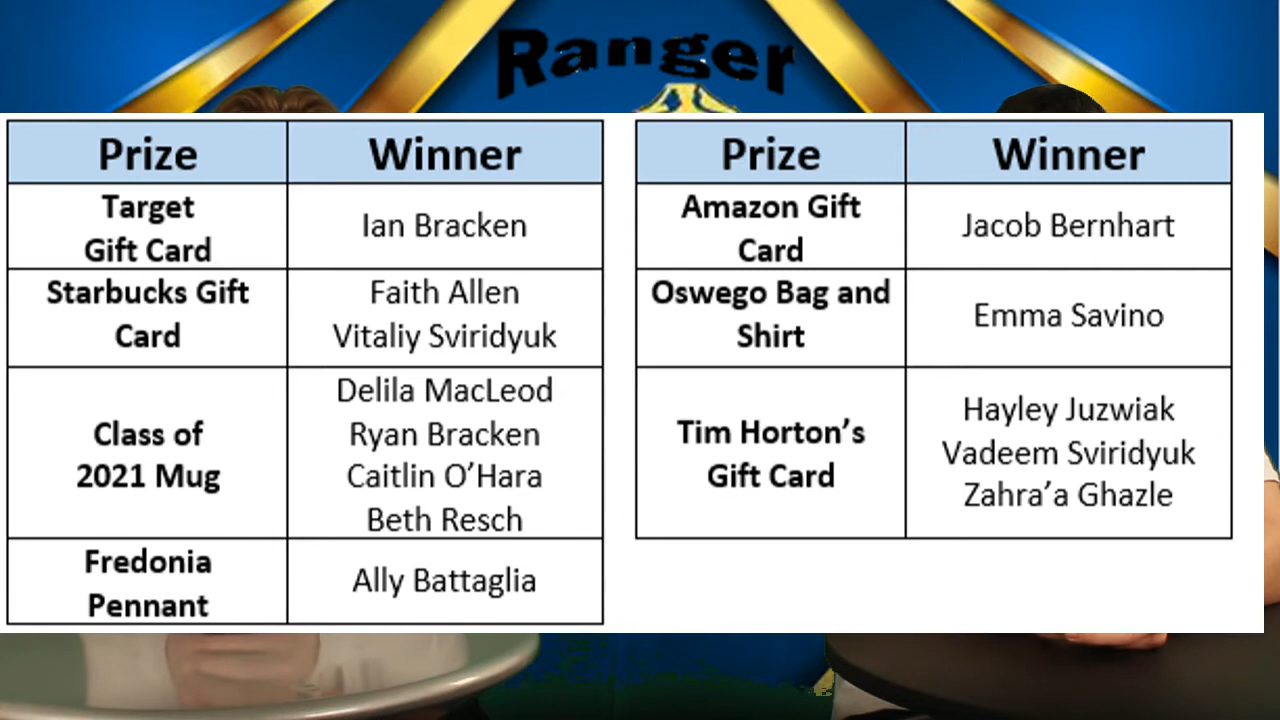 Ranger
Prize Winner
Target
Gift Card
Ian Bracken
Starbucks Gift
Card
Faith Allen
Vitaliy Sviridyuk
Class of
2021 Mug
Delila MacLeod
Ryan Bracken
Caitlin O’Hara
Beth Resch
Fredonia
Pennant
Ally Battaglia
Prize Winner
Amazon Gift
Card
Jacob Bernhart
Oswego Bag and
Shirt
Emma Savino
Tim Horton’s
Gift Card
Hayley Juzwiak
Vadeem Sviridyuk
Zahra’a Ghazle